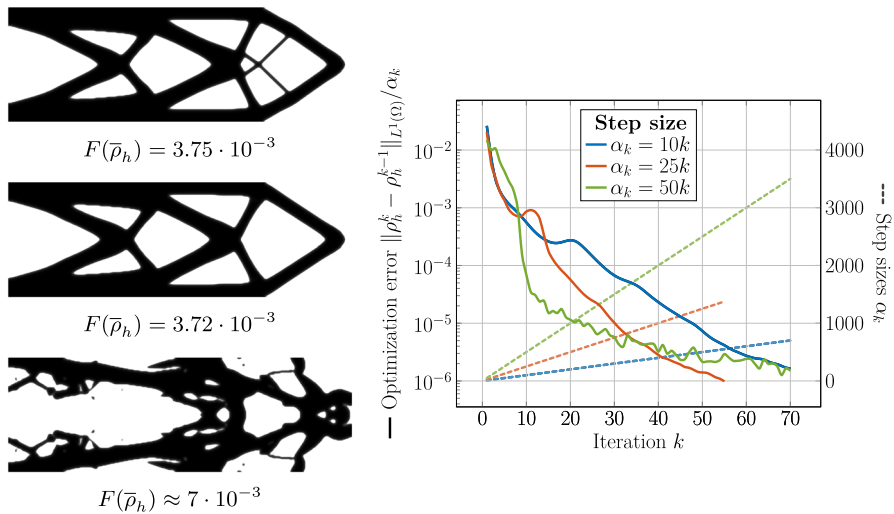 F(ρ̅_h) = 3.75 · 10^{-3}
F(ρ̅_h) = 3.72 · 10^{-3}
F(ρ̅_h) ≈ 7 · 10^{-3}
Optimization error ||ρ_h^k − ρ_h^{k−1}||_{L^1(Ω)}/α_k
10^{-2}
10^{-3}
10^{-4}
10^{-5}
10^{-6}
Step size
α_k = 10k
α_k = 25k
α_k = 50k
4000
3000
2000
1000
0
Step sizes α_k
0 10 20 30 40 50 60 70
Iteration k